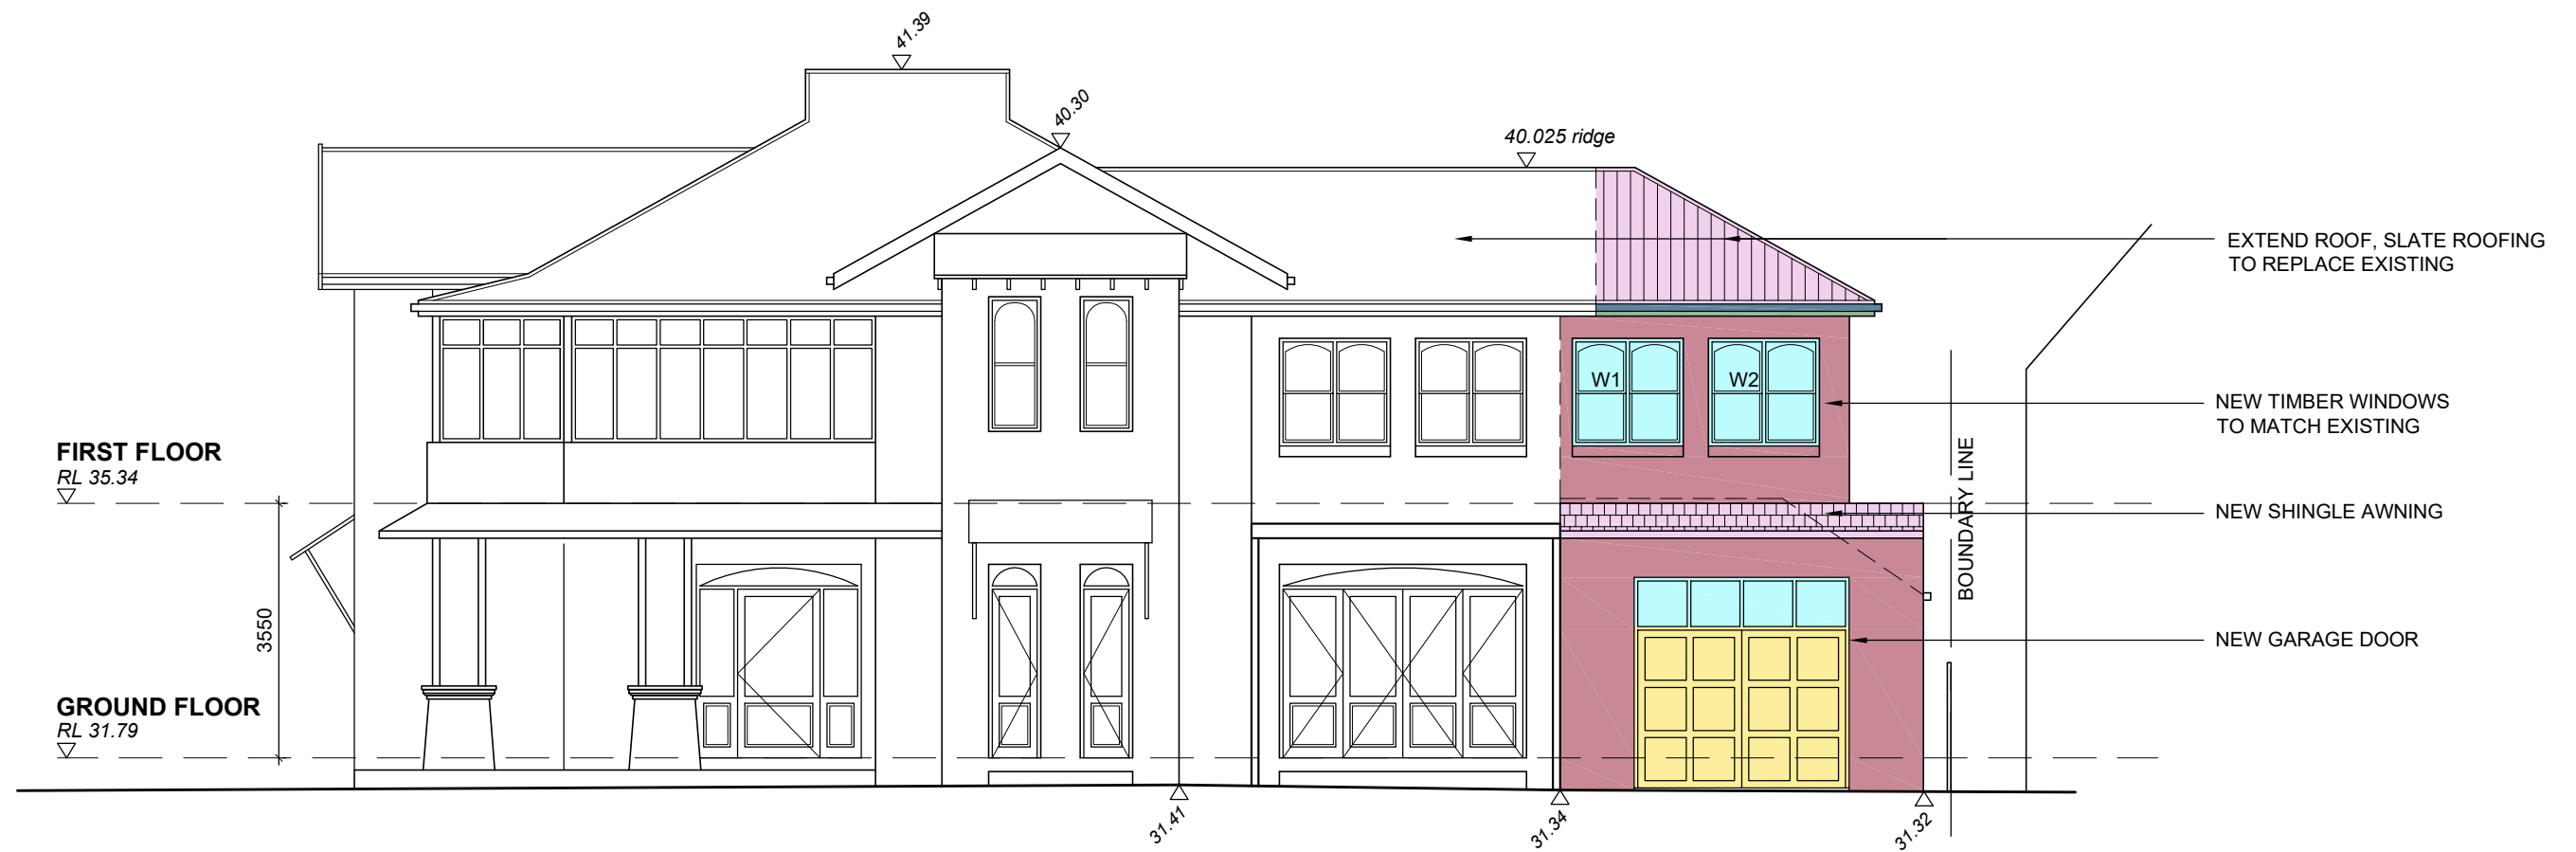 41.39
40.30
40.025 ridge
EXTEND ROOF, SLATE ROOFING
TO REPLACE EXISTING
W1
W2
NEW TIMBER WINDOWS
TO MATCH EXISTING
FIRST FLOOR
RL 35.34
BOUNDARY LINE
NEW SHINGLE AWNING
3550
NEW GARAGE DOOR
GROUND FLOOR
RL 31.79
31.41
31.34
31.32